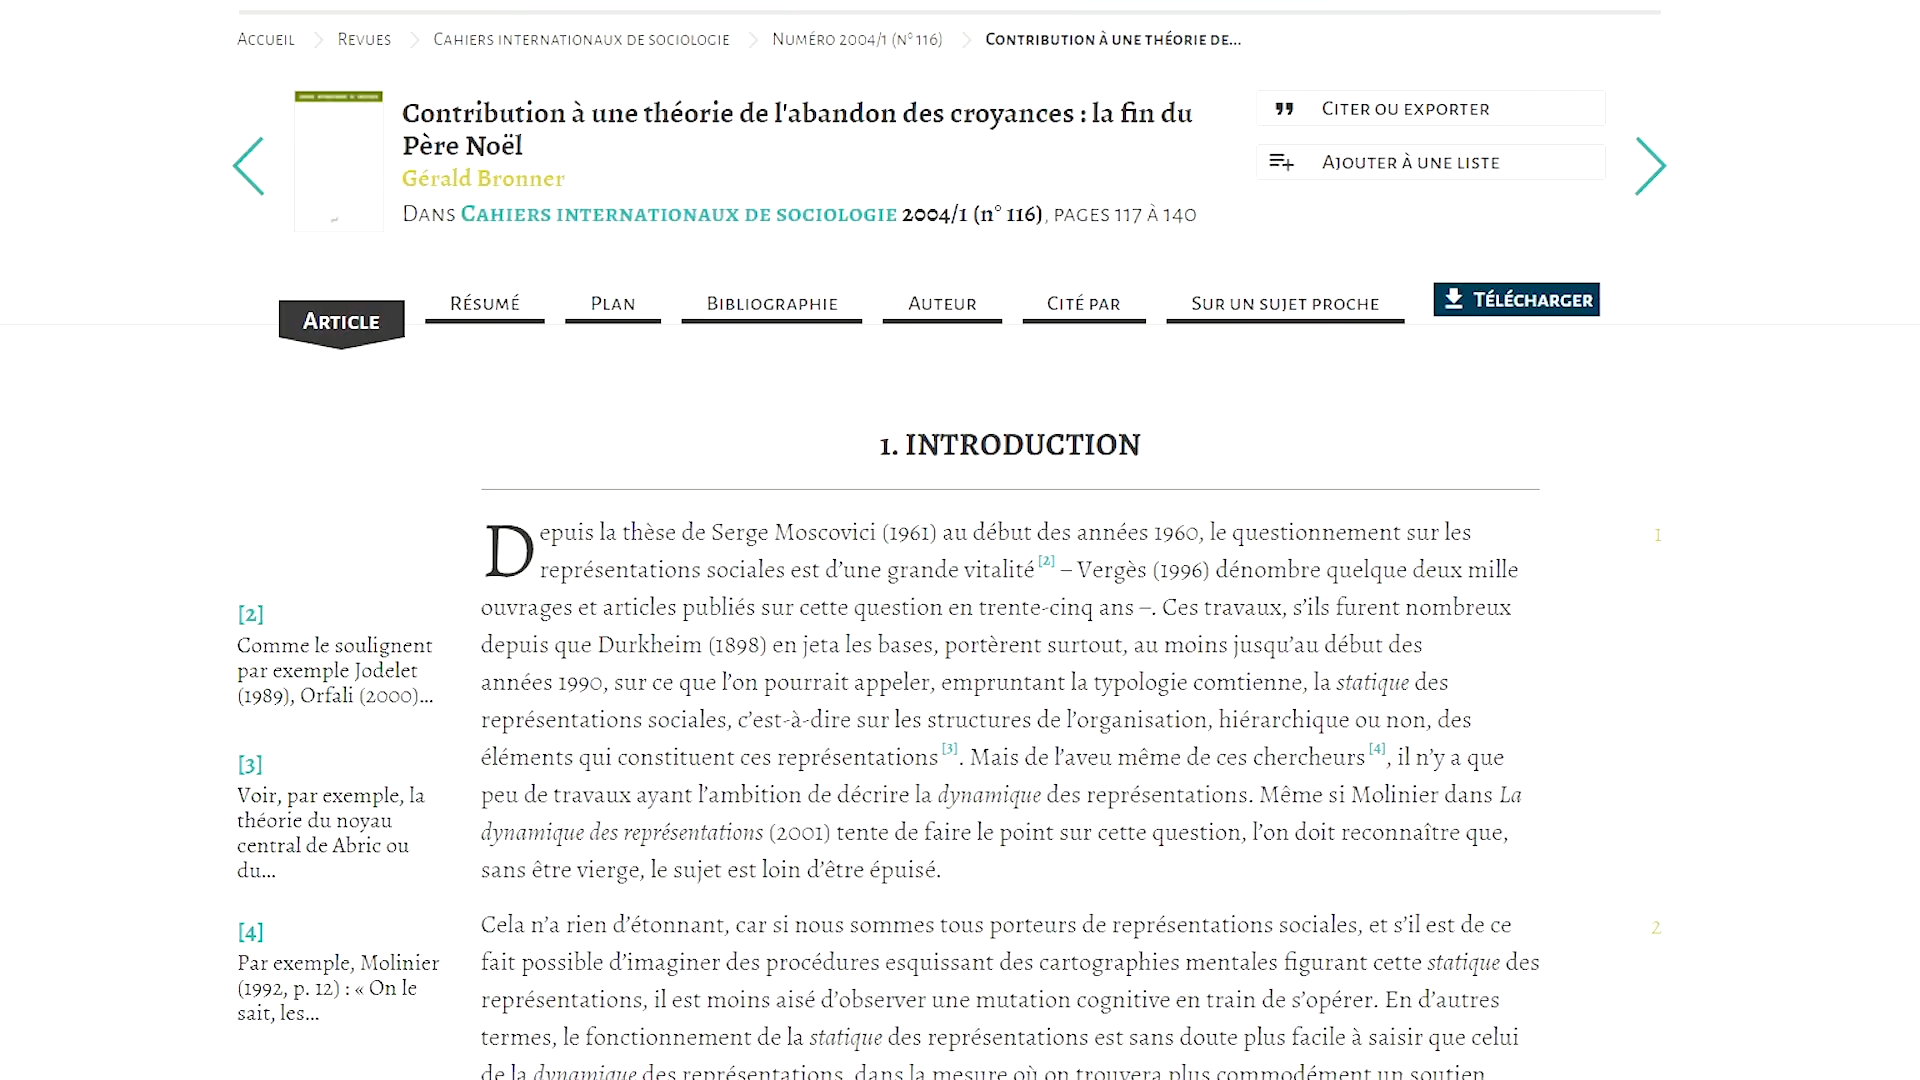 Accueil
Revues
Cahiers internationaux de sociologie
Numéro 2004/1 (n° 116)
Contribution à une théorie de...
Contribution à une théorie de l'abandon des croyances : la fin du
Père Noël
Gérald Bronner
Dans Cahiers internationaux de sociologie 2004/1 (n° 116), pages 117 à 140
Citer ou exporter
Ajouter à une liste
Article
Résumé
Plan
Bibliographie
Auteur
Cité par
Sur un sujet proche
Télécharger
1. INTRODUCTION
Depuis la thèse de Serge Moscovici (1961) au début des années 1960, le questionnement sur les
représentations sociales est d’une grande vitalité [2] – Vergès (1996) dénombre quelque deux mille
ouvrages et articles publiés sur cette question en trente-cinq ans –. Ces travaux, s’ils furent nombreux
depuis que Durkheim (1898) en jeta les bases, portèrent surtout, au moins jusqu’au début des
années 1990, sur ce que l’on pourrait appeler, empruntant la typologie comtienne, la statique des
représentations sociales, c’est-à-dire sur les structures de l’organisation, hiérarchique ou non, des
éléments qui constituent ces représentations [3]. Mais de l’aveu même de ces chercheurs [4], il n’y a que
peu de travaux ayant l’ambition de décrire la dynamique des représentations. Même si Molinier dans La
dynamique des représentations (2001) tente de faire le point sur cette question, l’on doit reconnaître que,
sans être vierge, le sujet est loin d’être épuisé.
1
[2]
Comme le soulignent
par exemple Jodelet
(1989), Orfali (2000)...
[3]
Voir, par exemple, la
théorie du noyau
central de Abric ou
du...
[4]
Par exemple, Molinier
(1992, p. 12) : « On le
sait, les...
Cela n’a rien d’étonnant, car si nous sommes tous porteurs de représentations sociales, et s’il est de ce
fait possible d’imaginer des procédures esquissant des cartographies mentales figurant cette statique des
représentations, il est moins aisé d’observer une mutation cognitive en train de s’opérer. En d’autres
termes, le fonctionnement de la statique des représentations est sans doute plus facile à saisir que celui
de la dynamique des représentations, dans la mesure où on trouvera plus commodément un soutien
2